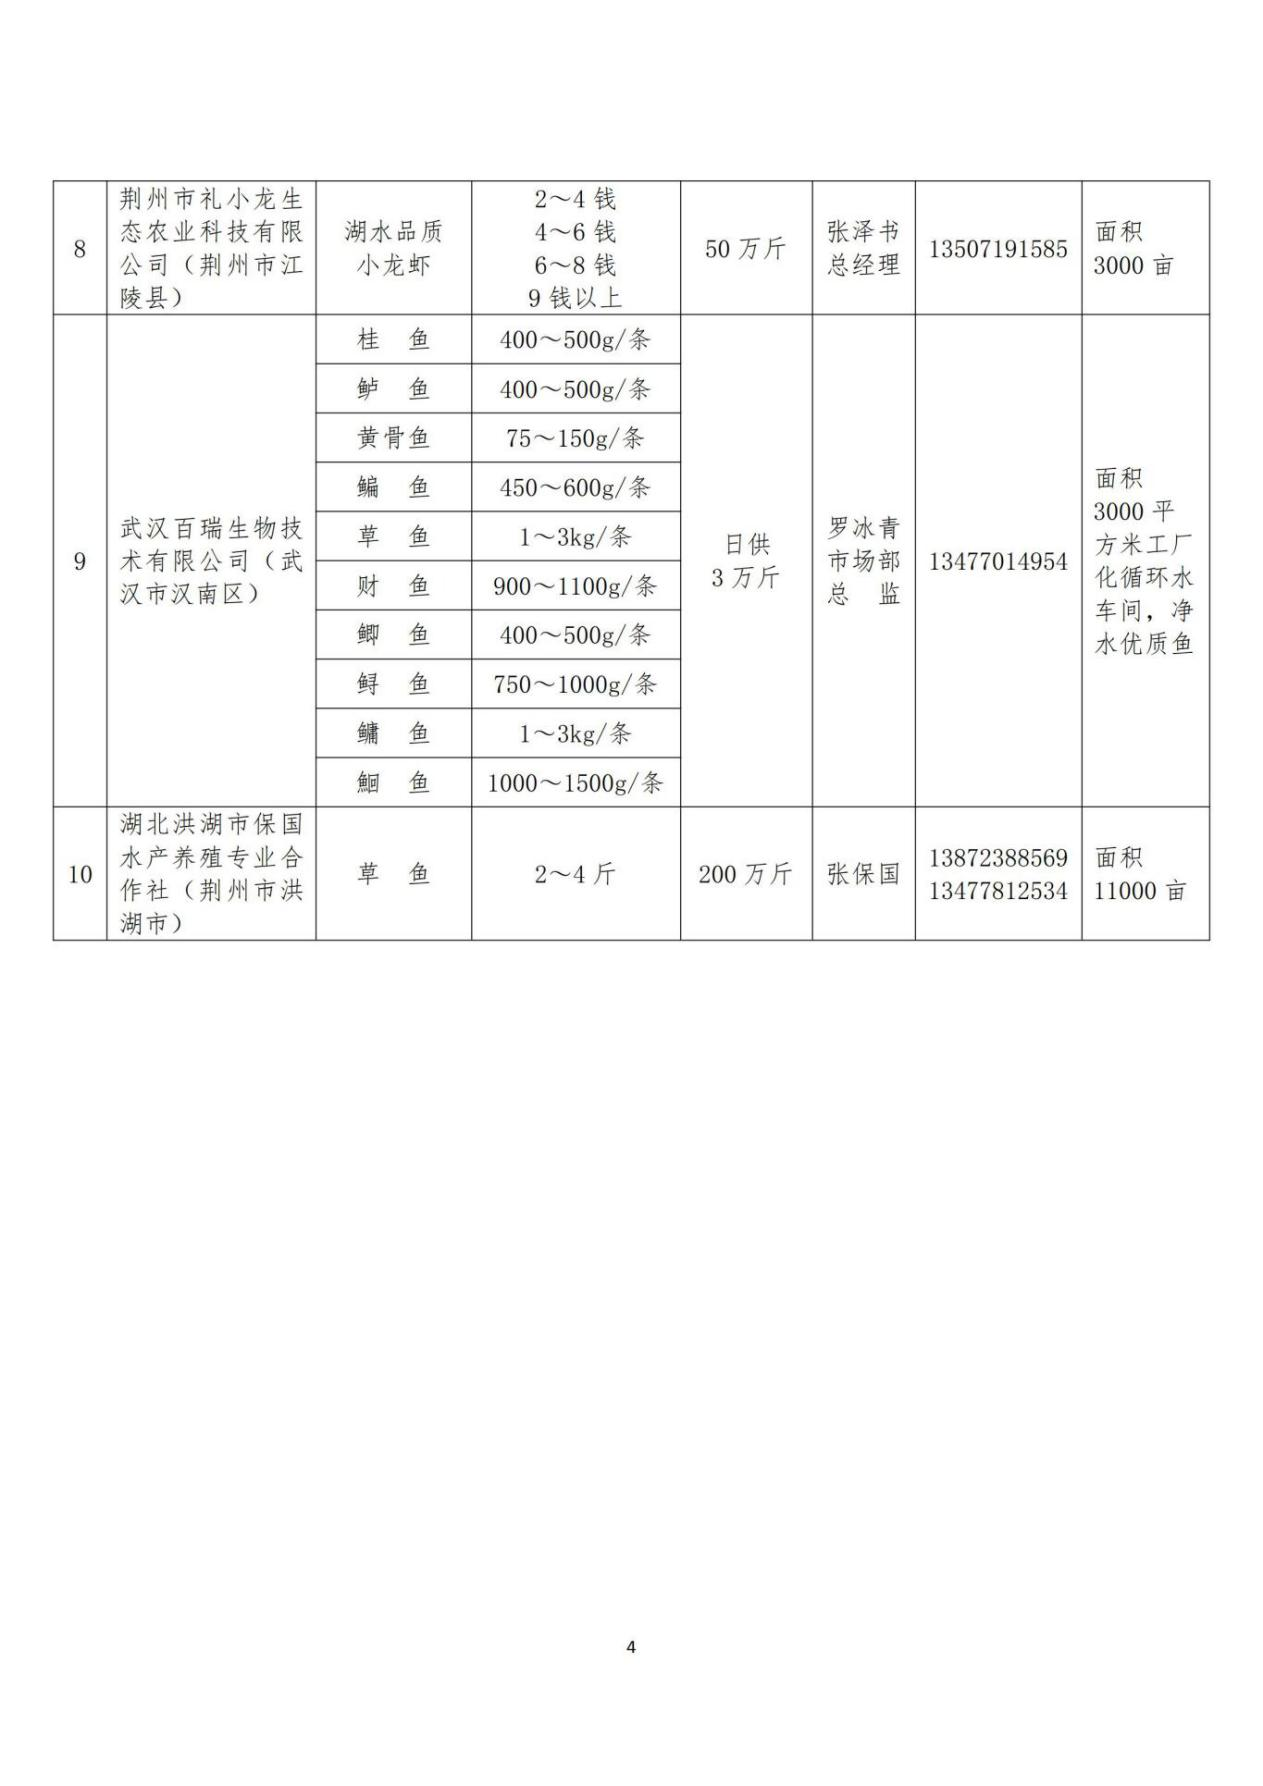 8
荆州市礼小龙生
态农业科技有限
公司（荆州市江
陵县）
湖水品质
小龙虾
2～4 钱
4～6 钱
6～8 钱
9 钱以上
50 万斤
张泽书
总经理
13507191585
面积
3000 亩
9
武汉百瑞生物技
术有限公司（武
汉市汉南区）
桂 鱼
400～500g/条
鲈 鱼
400～500g/条
黄骨鱼
75～150g/条
鳊 鱼
450～600g/条
草 鱼
1～3kg/条
财 鱼
900～1100g/条
鲫 鱼
400～500g/条
鲟 鱼
750～1000g/条
鳙 鱼
1～3kg/条
鮰 鱼
1000～1500g/条
日供
3 万斤
罗冰青
市场部
总 监
13477014954
面积
3000 平
方米工厂
化循环水
车间，净
水优质鱼
10
湖北洪湖市保国
水产养殖专业合
作社（荆州市洪
湖市）
草 鱼
2～4 斤
200 万斤
张保国
13872388569
13477812534
面积
11000 亩
4